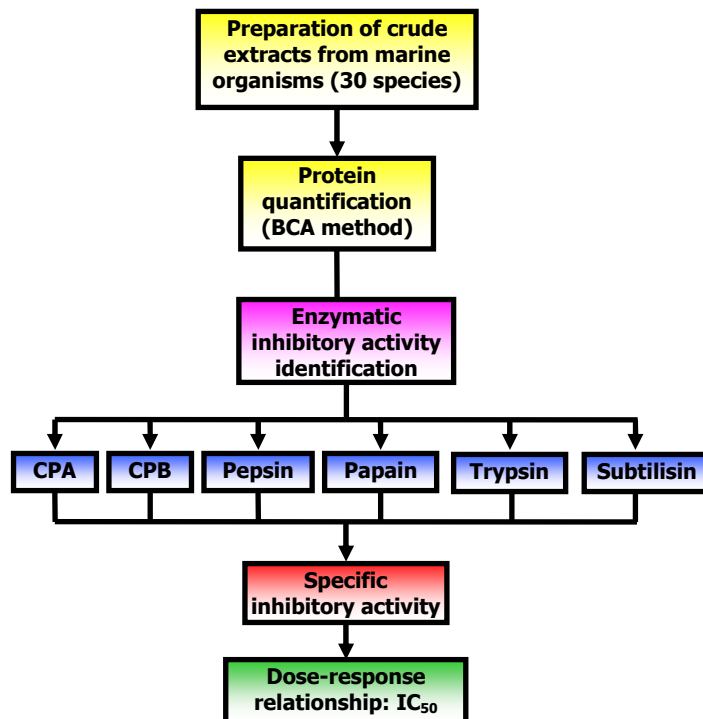 Preparation of crude
extracts from marine
organisms (30 species)
Protein
quantification
(BCA method)
Enzymatic
inhibitory activity
identification
CPA
CPB
Pepsin
Papain
Trypsin
Subtilisin
Specific
inhibitory activity
Dose-response
relationship: IC₅₀